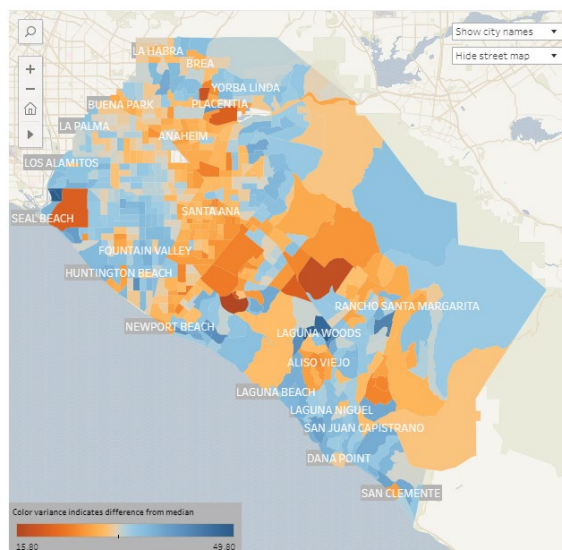 Show city names
Hide street map
LA HABRA
BREA
YORBA LINDA
BUENA PARK
PLACENTIA
LA PALMA
ANAHEIM
LOS ALAMITOS
SANTA ANA
SEAL BEACH
FOUNTAIN VALLEY
HUNTINGTON BEACH
RANCHO SANTA MARGARITA
NEWPORT BEACH
LAGUNA WOODS
ALISO VIEJO
LAGUNA BEACH
LAGUNA NIGUEL
SAN JUAN CAPISTRANO
DANA POINT
SAN CLEMENTE
Color variance indicates difference from median
15.80 49.80